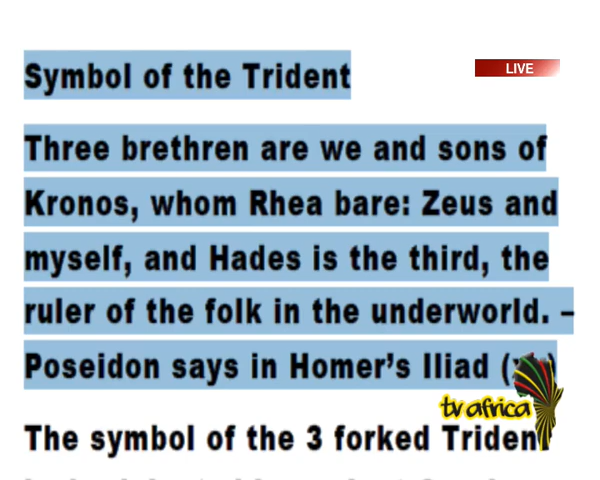 Symbol of the Trident
LIVE
Three brethren are we and sons of
Kronos, whom Rhea bare: Zeus and
myself, and Hades is the third, the
ruler of the folk in the underworld. –
Poseidon says in Homer’s Iliad (
tv africa
The symbol of the 3 forked Trident